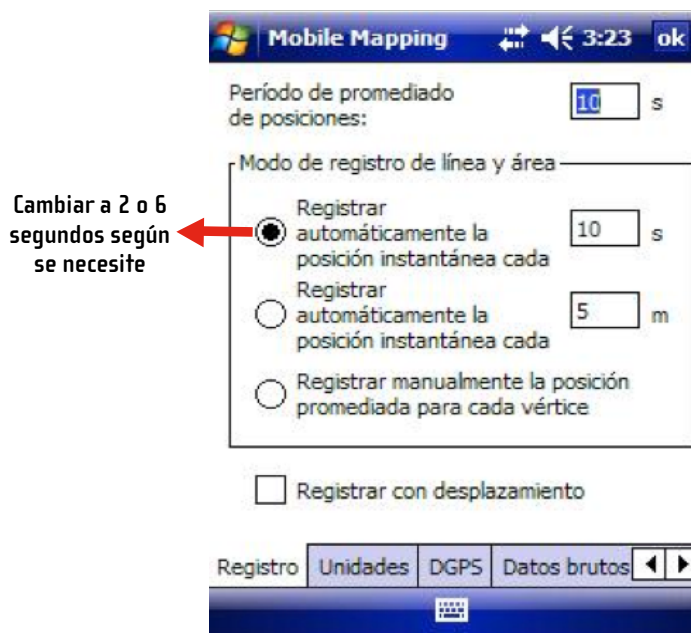 Mobile Mapping 3:23 ok
Período de promediado
de posiciones:
10 s
Modo de registro de línea y área
Cambiar a 2 o 6
segundos según
se necesite
Registrar
automáticamente la
posición instantánea cada
10 s
Registrar
automáticamente la
posición instantánea cada
5 m
Registrar manualmente la posición
promediada para cada vértice
Registrar con desplazamiento
Registro Unidades DGPS Datos brutos